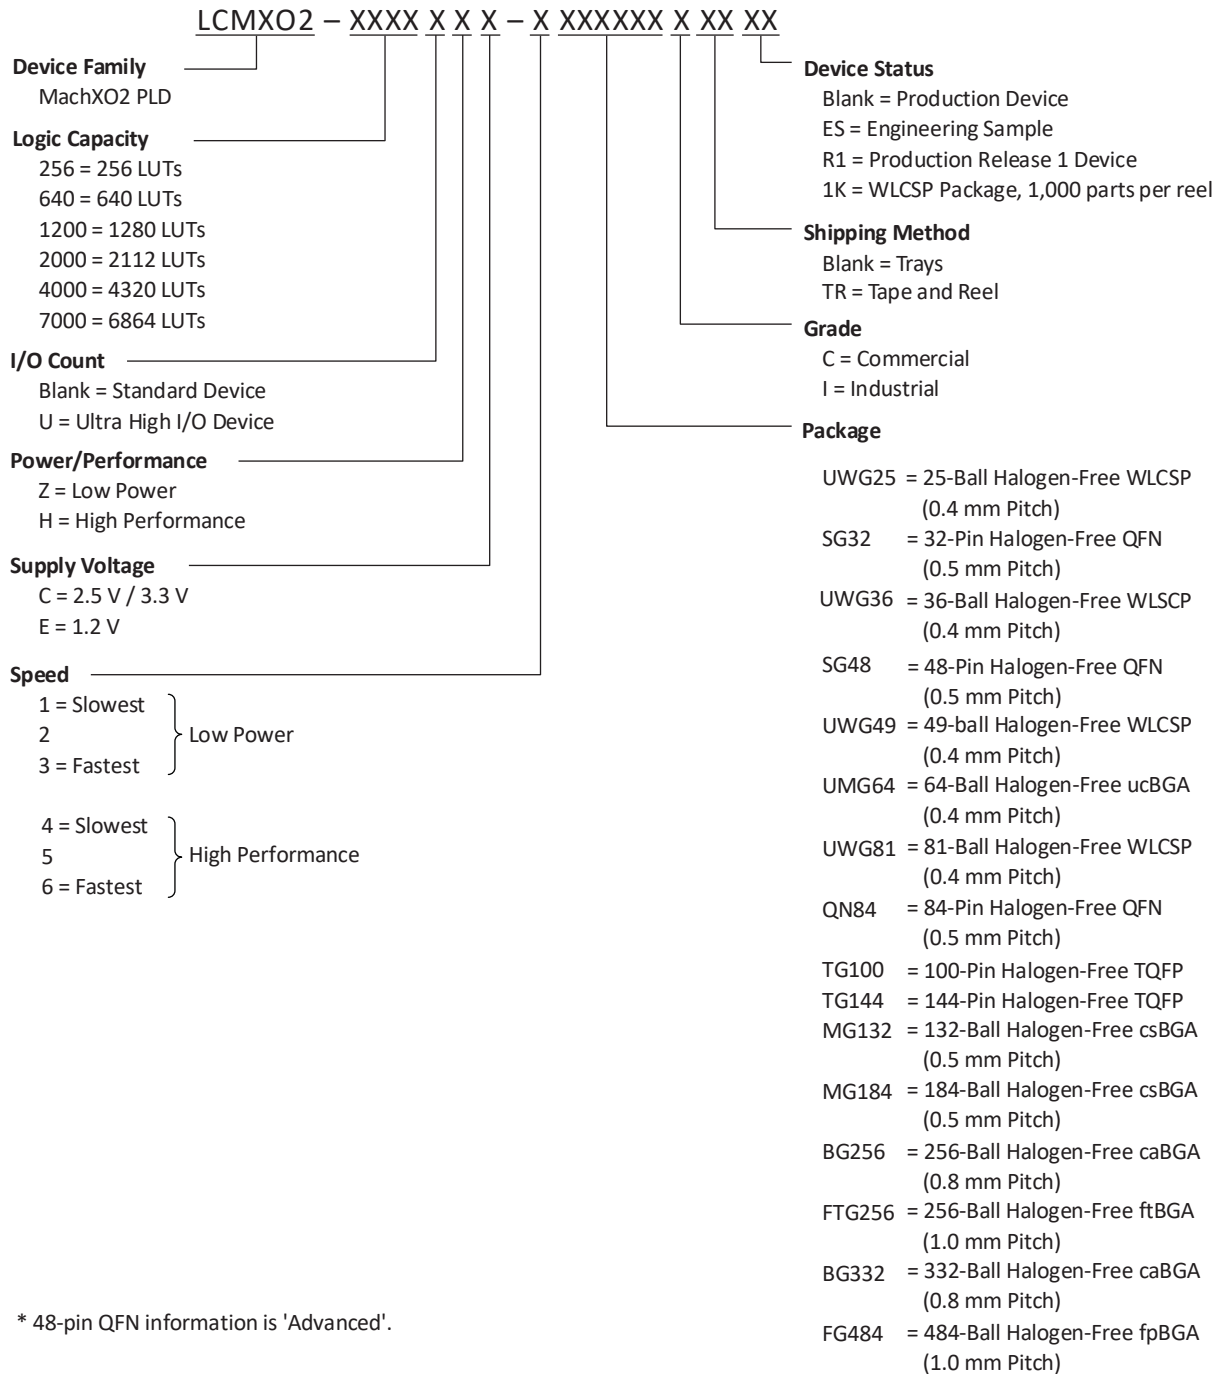 LCMXO2 – XXXX X X X – X XXXXXX X XX XX
Device Family
MachXO2 PLD
Logic Capacity
256 = 256 LUTs
640 = 640 LUTs
1200 = 1280 LUTs
2000 = 2112 LUTs
4000 = 4320 LUTs
7000 = 6864 LUTs
I/O Count
Blank = Standard Device
U = Ultra High I/O Device
Power/Performance
Z = Low Power
H = High Performance
Supply Voltage
C = 2.5 V / 3.3 V
E = 1.2 V
Speed
1 = Slowest
2
3 = Fastest
Low Power
4 = Slowest
5
6 = Fastest
High Performance
Device Status
Blank = Production Device
ES = Engineering Sample
R1 = Production Release 1 Device
1K = WLCSP Package, 1,000 parts per reel
Shipping Method
Blank = Trays
TR = Tape and Reel
Grade
C = Commercial
I = Industrial
Package
UWG25 = 25-Ball Halogen-Free WLCSP
(0.4 mm Pitch)
SG32 = 32-Pin Halogen-Free QFN
(0.5 mm Pitch)
UWG36 = 36-Ball Halogen-Free WLSCP
(0.4 mm Pitch)
SG48 = 48-Pin Halogen-Free QFN
(0.5 mm Pitch)
UWG49 = 49-ball Halogen-Free WLCSP
(0.4 mm Pitch)
UMG64 = 64-Ball Halogen-Free ucBGA
(0.4 mm Pitch)
UWG81 = 81-Ball Halogen-Free WLCSP
(0.4 mm Pitch)
QN84 = 84-Pin Halogen-Free QFN
(0.5 mm Pitch)
TG100 = 100-Pin Halogen-Free TQFP
TG144 = 144-Pin Halogen-Free TQFP
MG132 = 132-Ball Halogen-Free csBGA
(0.5 mm Pitch)
MG184 = 184-Ball Halogen-Free csBGA
(0.5 mm Pitch)
BG256 = 256-Ball Halogen-Free caBGA
(0.8 mm Pitch)
FTG256 = 256-Ball Halogen-Free ftBGA
(1.0 mm Pitch)
BG332 = 332-Ball Halogen-Free caBGA
(0.8 mm Pitch)
FG484 = 484-Ball Halogen-Free fpBGA
(1.0 mm Pitch)
* 48-pin QFN information is 'Advanced'.